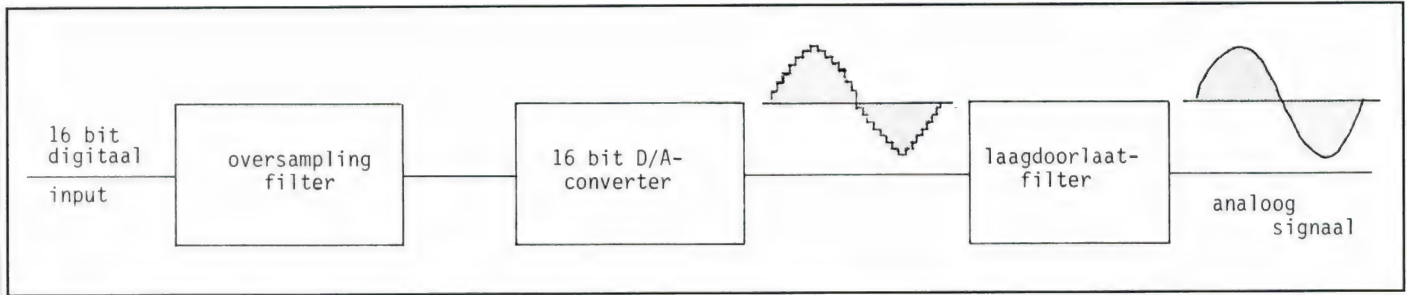 16 bit
digitaal
input
oversampling
filter
16 bit D/A-
converter
laagdoorlaat-
filter
analoog
signaal